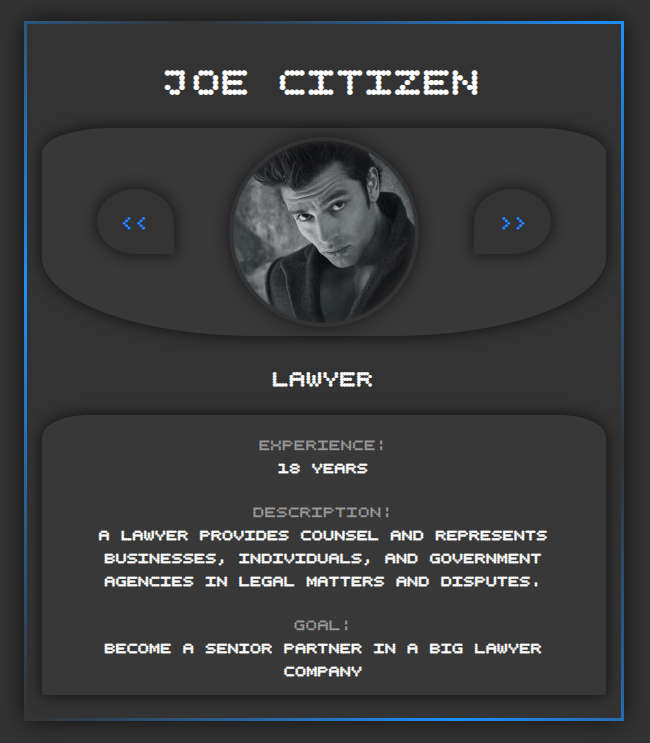 JOE CITIZEN
<< >>
LAWYER
EXPERIENCE:
18 YEARS
DESCRIPTION:
A LAWYER PROVIDES COUNSEL AND REPRESENTS
BUSINESSES, INDIVIDUALS, AND GOVERNMENT
AGENCIES IN LEGAL MATTERS AND DISPUTES.
GOAL:
BECOME A SENIOR PARTNER IN A BIG LAWYER
COMPANY